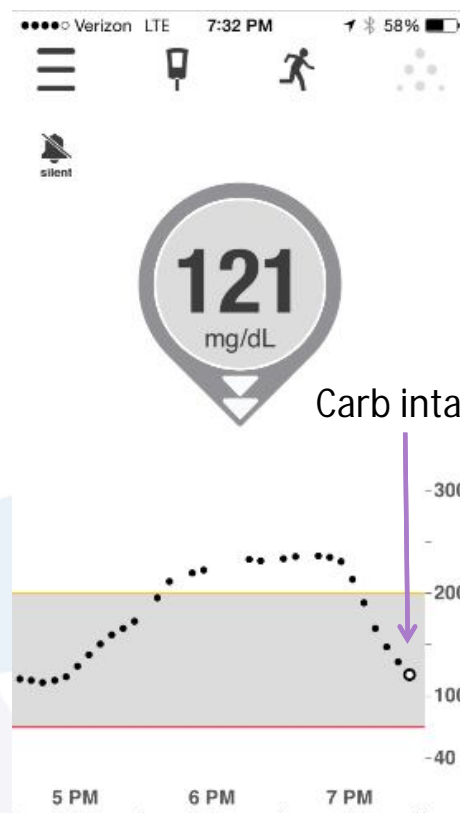 Verizon LTE 7:32 PM 58%
silent
121
mg/dL
Carb inta
300
200
100
40
5 PM 6 PM 7 PM